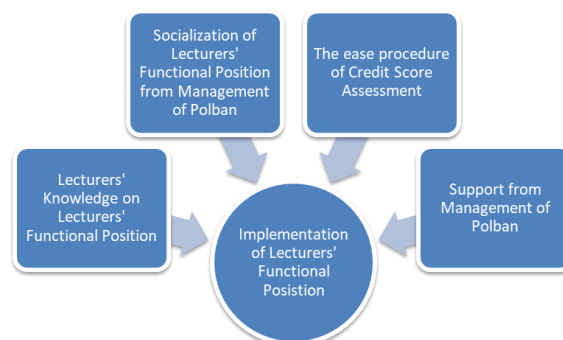 Socialization of
Lecturers'
Functional Position
from Management
of Polban
The ease procedure
of Credit Score
Assessment
Lecturers'
Knowledge on
Lecturers'
Functional Position
Support from
Management of
Polban
Implementation
of Lecturers'
Functional
Posistion